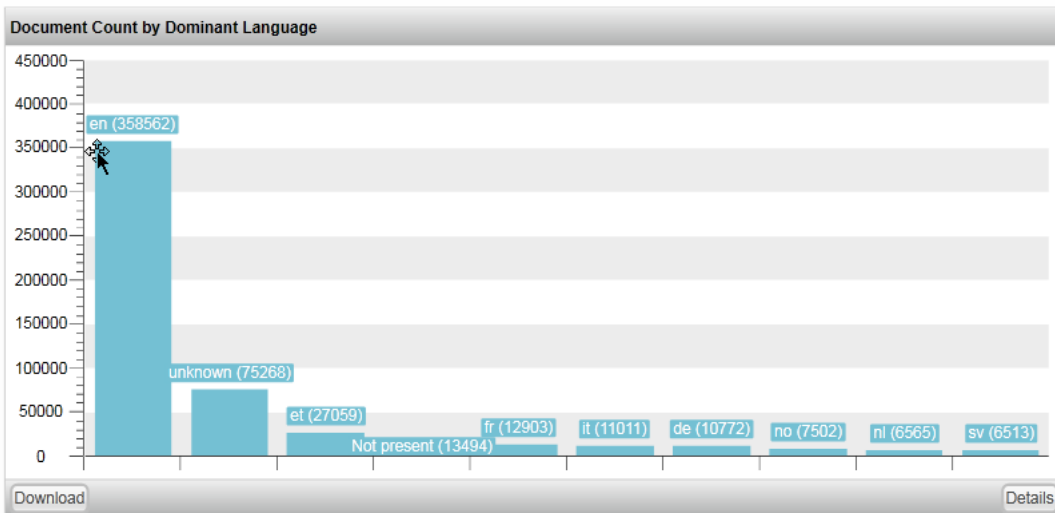 Document Count by Dominant Language
450000
400000
en (358562)
350000
300000
250000
200000
150000
100000
unknown (75268)
50000
et (27059)
Not present (13494)
fr (12903)
it (11011)
de (10772)
no (7502)
nl (6565)
sv (6513)
0
Download
Details